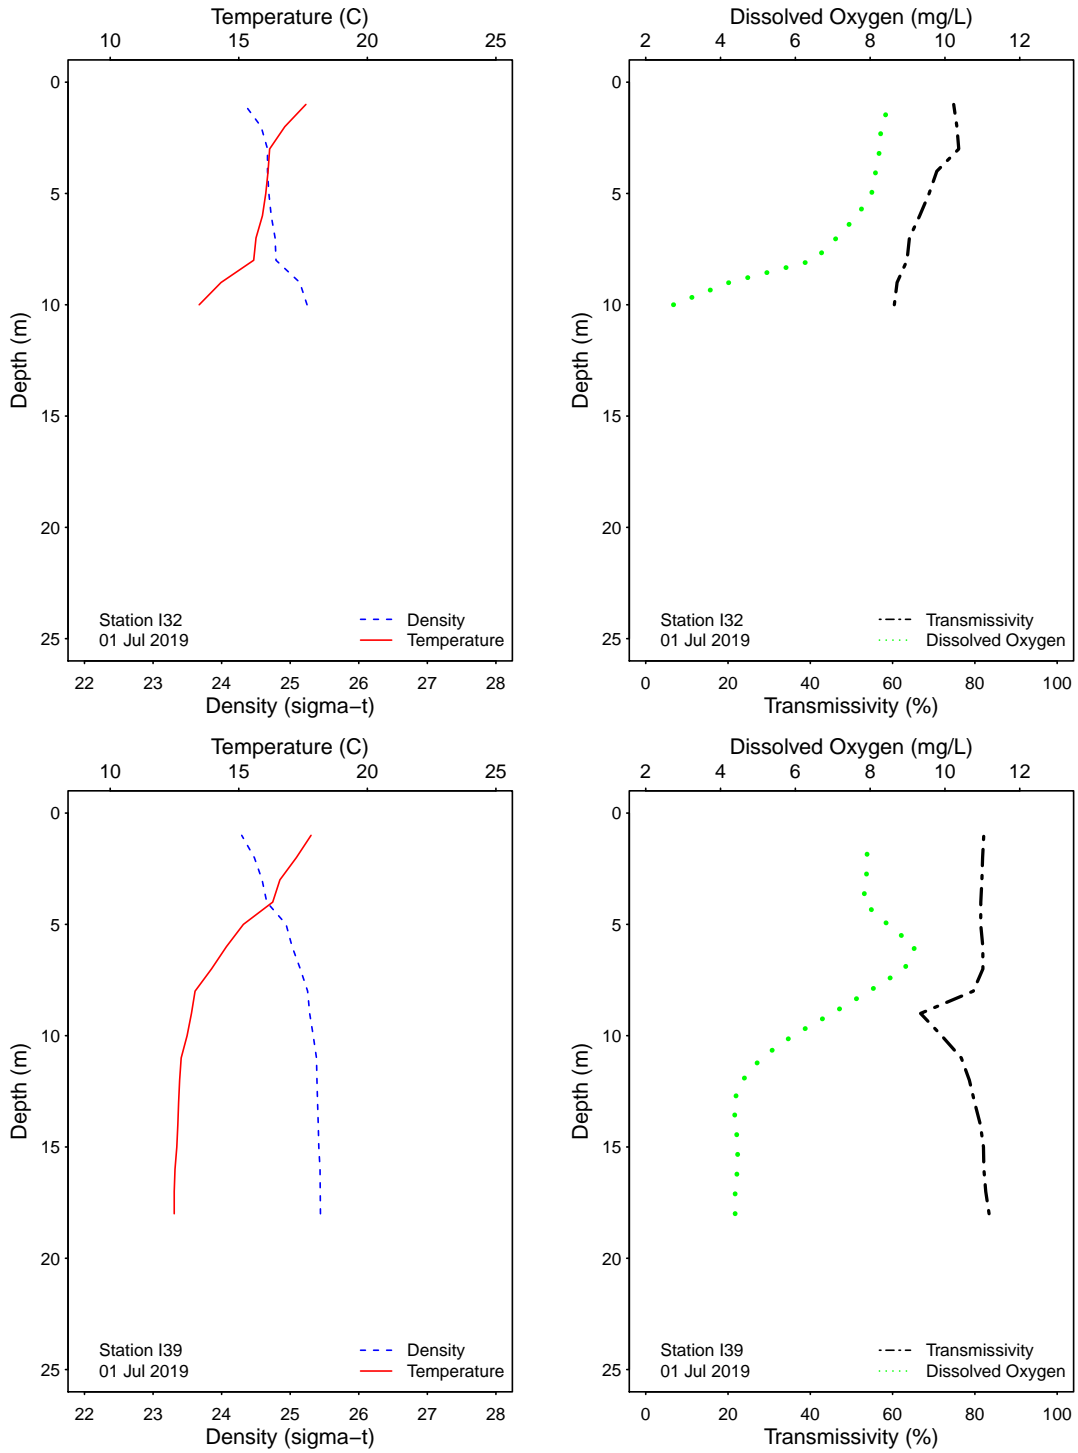 Temperature (C)
10 15 20 25
0
5
10
15
20
25
Depth (m)
Station I32
01 Jul 2019
Density
Temperature
22 23 24 25 26 27 28
Density (sigma−t)
Dissolved Oxygen (mg/L)
2 4 6 8 10 12
0
5
10
15
20
25
Depth (m)
Station I32
01 Jul 2019
Transmissivity
Dissolved Oxygen
0 20 40 60 80 100
Transmissivity (%)
Temperature (C)
10 15 20 25
0
5
10
15
20
25
Depth (m)
Station I39
01 Jul 2019
Density
Temperature
22 23 24 25 26 27 28
Density (sigma−t)
Dissolved Oxygen (mg/L)
2 4 6 8 10 12
0
5
10
15
20
25
Depth (m)
Station I39
01 Jul 2019
Transmissivity
Dissolved Oxygen
0 20 40 60 80 100
Transmissivity (%)